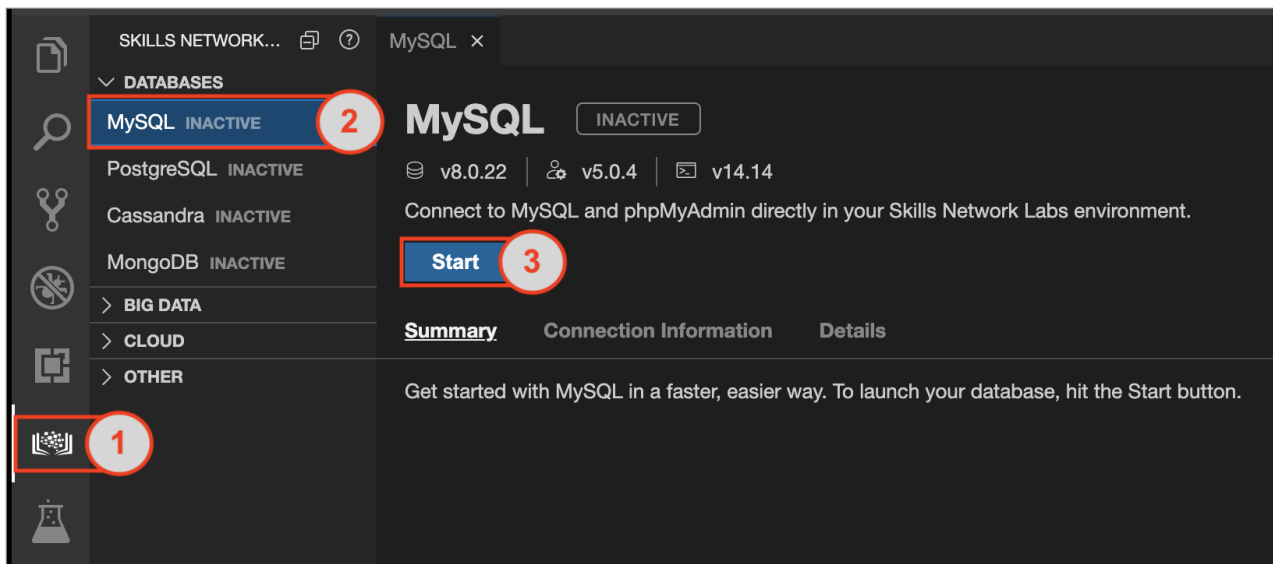 SKILLS NETWORK...
MySQL ×
DATABASES
MySQL INACTIVE
2
PostgreSQL INACTIVE
Cassandra INACTIVE
MongoDB INACTIVE
BIG DATA
CLOUD
OTHER
1
MySQL INACTIVE
v8.0.22 v5.0.4 v14.14
Connect to MySQL and phpMyAdmin directly in your Skills Network Labs environment.
Start
3
Summary Connection Information Details
Get started with MySQL in a faster, easier way. To launch your database, hit the Start button.